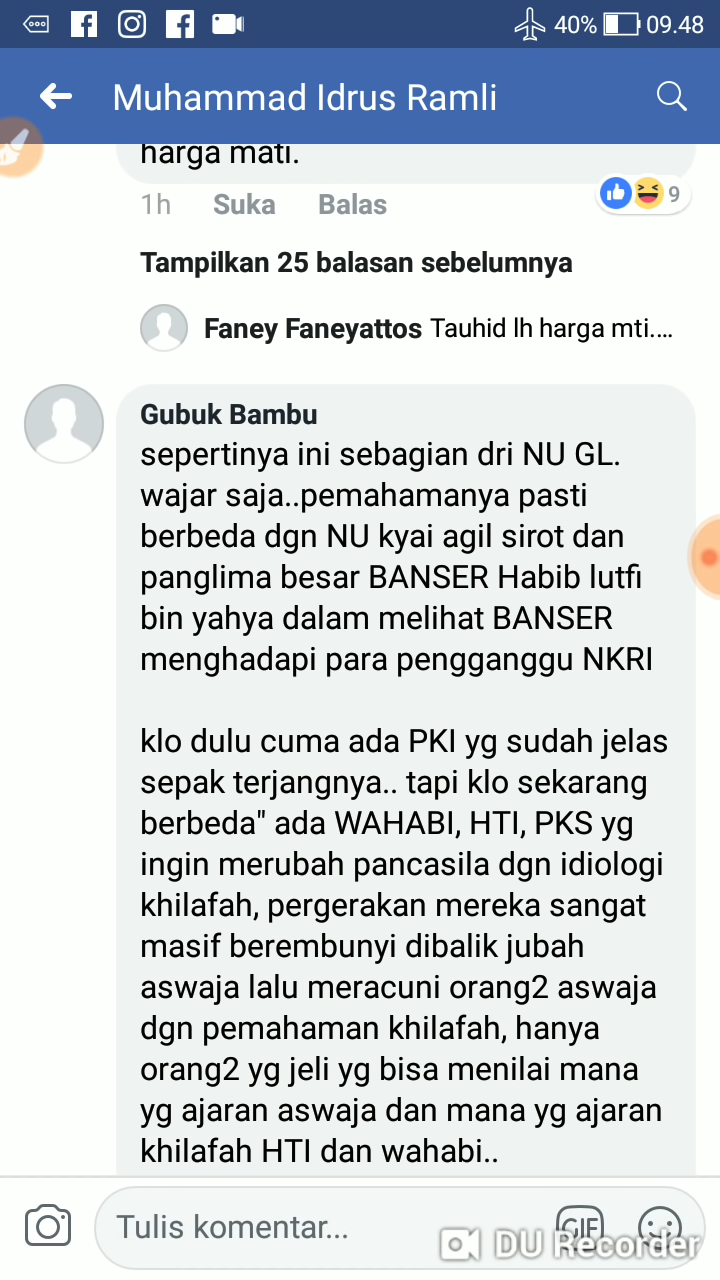 40% 09.48
Muhammad Idrus Ramli
harga mati.
1h Suka Balas 9
Tampilkan 25 balasan sebelumnya
Faney Faneyattos Tauhid lh harga mti....
Gubuk Bambu
sepertinya ini sebagian dri NU GL.
wajar saja..pemahamanya pasti
berbeda dgn NU kyai agil sirot dan
panglima besar BANSER Habib lutfi
bin yahya dalam melihat BANSER
menghadapi para pengganggu NKRI
klo dulu cuma ada PKI yg sudah jelas
sepak terjangnya.. tapi klo sekarang
berbeda" ada WAHABI, HTI, PKS yg
ingin merubah pancasila dgn idiologi
khilafah, pergerakan mereka sangat
masif berembunyi dibalik jubah
aswaja lalu meracuni orang2 aswaja
dgn pemahaman khilafah, hanya
orang2 yg jeli yg bisa menilai mana
yg ajaran aswaja dan mana yg ajaran
khilafah HTI dan wahabi..
Tulis komentar...
GIF
DU Recorder